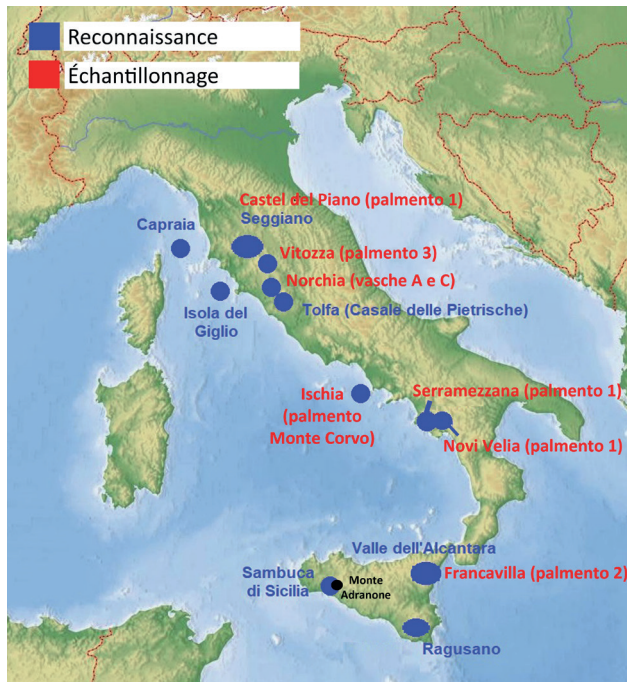 Reconnaissance
Échantillonnage
Castel del Piano (palmento 1)
Seggiano
Capraia
Vitozza (palmento 3)
Norchia (vasche A e C)
Isola del
Giglio
Tolfa (Casale delle Pietrische)
Ischia
(palmento
Monte Corvo)
Serramezzana (palmento 1)
Novi Velia (palmento 1)
Valle dell'Alcantara
Francavilla (palmento 2)
Sambuca
di Sicilia
Monte
Adranone
Ragusano